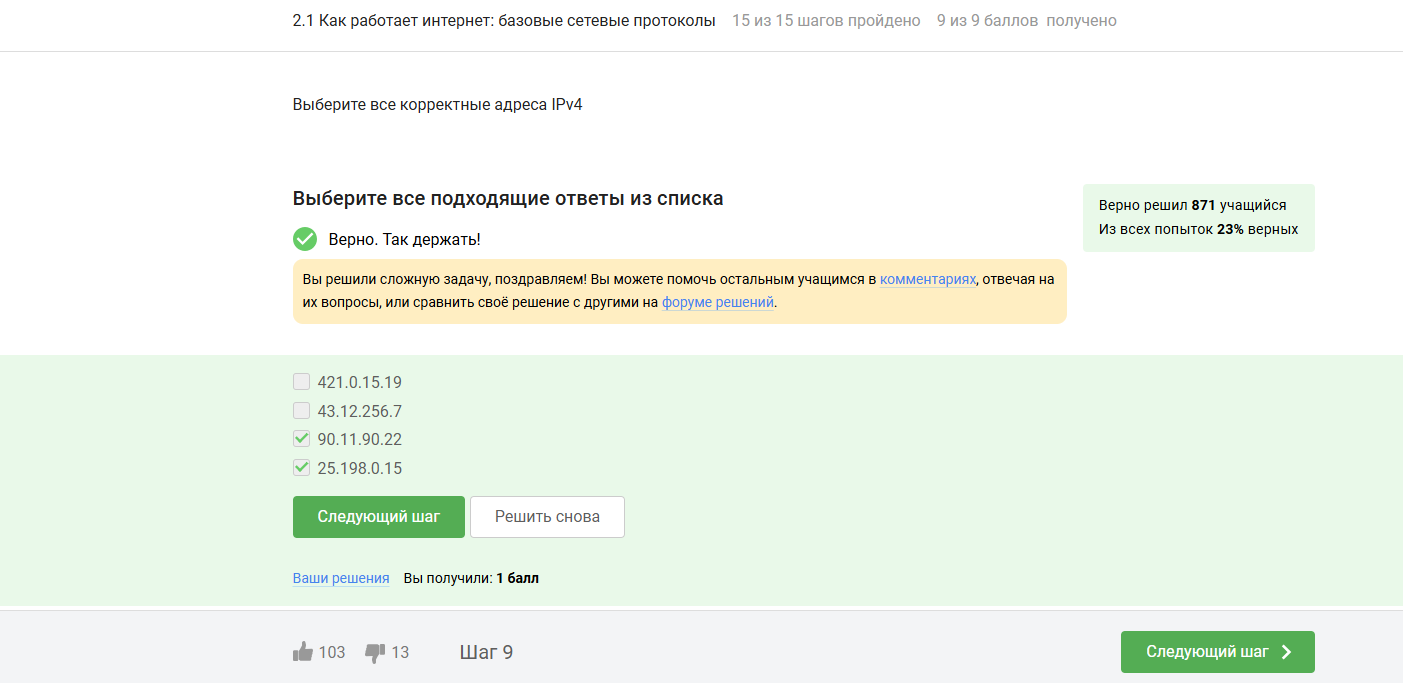 2.1 Как работает интернет: базовые сетевые протоколы 15 из 15 шагов пройдено 9 из 9 баллов получено
Выберите все корректные адреса IPv4
Выберите все подходящие ответы из списка
Верно. Так держать!
Вы решили сложную задачу, поздравляем! Вы можете помочь остальным учащимся в комментариях, отвечая на
их вопросы, или сравнить своё решение с другими на форуме решений.
Верно решил 871 учащийся
Из всех попыток 23% верных
421.0.15.19
43.12.256.7
90.11.90.22
25.198.0.15
Следующий шаг Решить снова
Ваши решения Вы получили: 1 балл
103 13 Шаг 9 Следующий шаг